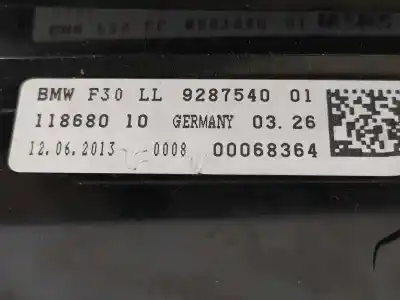 BMW F30 LL 9287540 01
118680 10 GERMANY 03.26
12.06.2013 0008 00068364